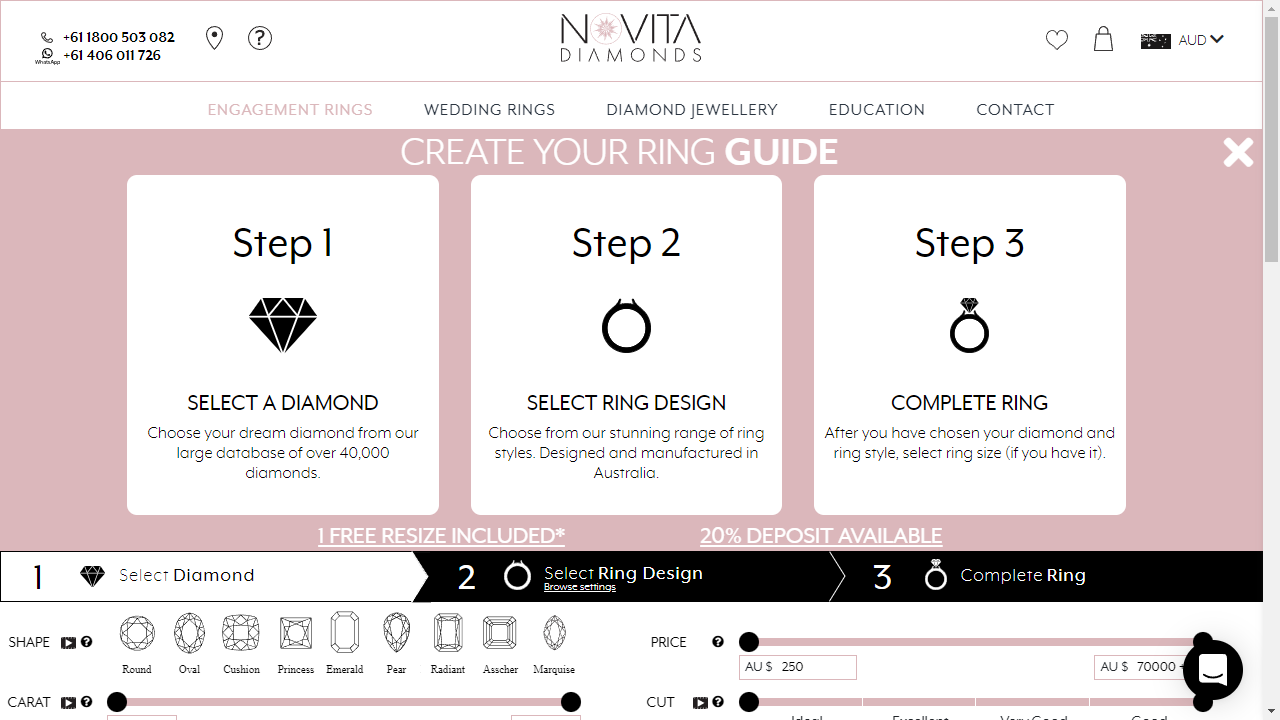 +61 1800 503 082
WhatsApp
+61 406 011 726
NOVITA
DIAMONDS
AUD
ENGAGEMENT RINGS
WEDDING RINGS
DIAMOND JEWELLERY
EDUCATION
CONTACT
CREATE YOUR RING GUIDE
Step 1
SELECT A DIAMOND
Choose your dream diamond from our
large database of over 40,000
diamonds.
Step 2
SELECT RING DESIGN
Choose from our stunning range of ring
styles. Designed and manufactured in
Australia.
Step 3
COMPLETE RING
After you have chosen your diamond and
ring style, select ring size (if you have it).
1 FREE RESIZE INCLUDED*
20% DEPOSIT AVAILABLE
1 Select Diamond
2 Select Ring Design
Browse settings
3 Complete Ring
SHAPE
Round
Oval
Cushion
Princess
Emerald
Pear
Radiant
Asscher
Marquise
PRICE
AU $ 250
AU $ 70000 +
CARAT
CUT
Ideal
Excellent
Very Good
Good